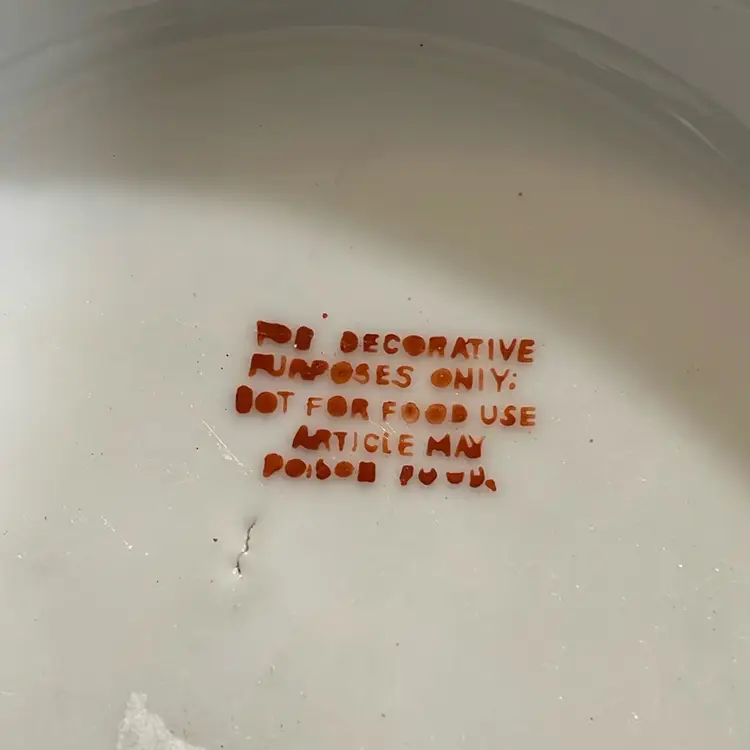 FOR DECORATIVE
PURPOSES ONLY:
NOT FOR FOOD USE
ARTICLE MAY
POISON FOOD.